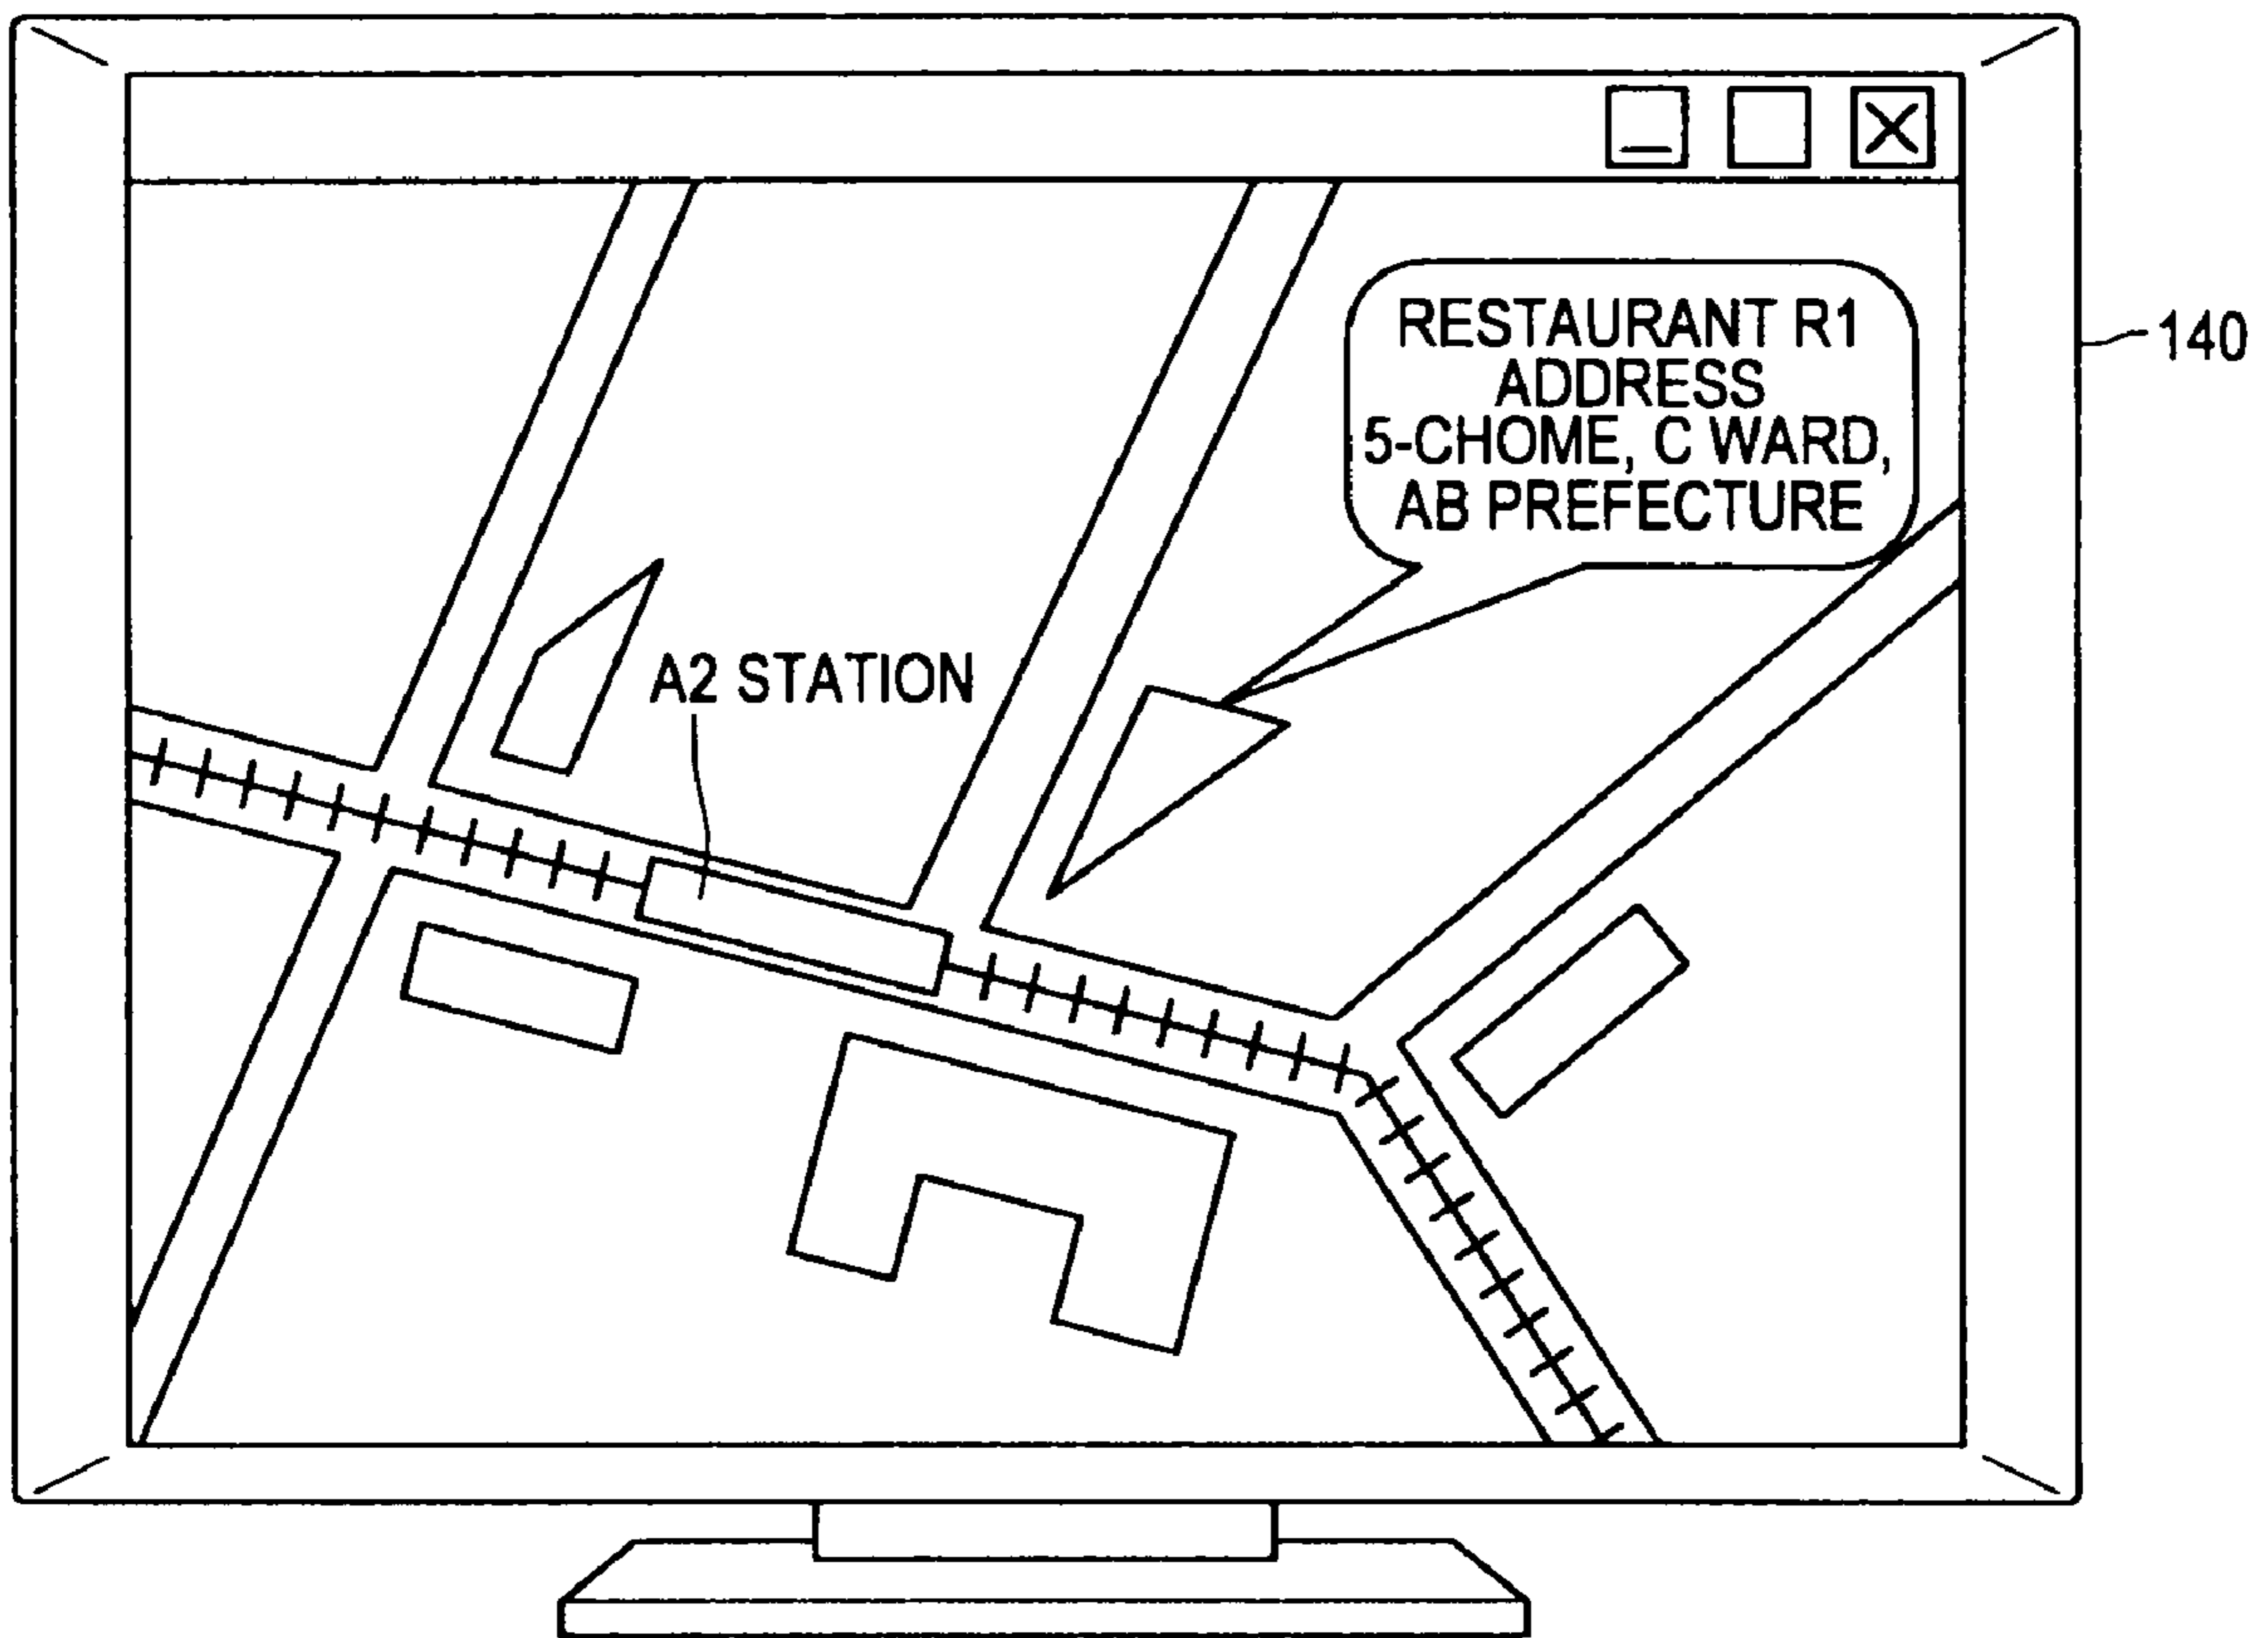 RESTAURANT R1
ADDRESS
5-CHOME, C WARD,
AB PREFECTURE
140
A2 STATION